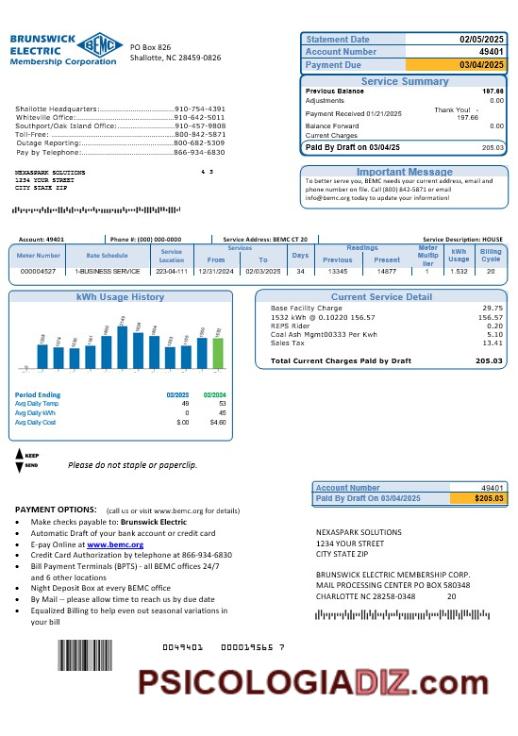 BRUNSWICK
ELECTRIC
Membership Corporation
BEMC
PO Box 826
Shallotte, NC 28459-0826
Statement Date 02/05/2025
Account Number 49401
Payment Due 03/04/2025
Service Summary
Previous Balance 197.66
Adjustments 0.00
Payment Received 01/21/2025 Thank You! - 197.66
Balance Forward 0.00
Current Charges
Paid By Draft on 03/04/25 205.03
Shallotte Headquarters:910-754-4391
Whiteville Office:910-642-5011
Southport/Oak Island Office:910-457-9808
Toll-Free:800-842-5871
Outage Reporting:800-682-5309
Pay by Telephone:866-934-6830
Important Message
To better serve you, BEMC needs your current address, email and
phone number on file. Call (800) 842-5871 or email
info@bemc.org today to update your information!
NEXASPARK SOLUTIONS 4 3
1234 YOUR STREET
CITY STATE ZIP
Account: 49401 Phone #: (000) 000-0000 Service Address: BEMC CT 20 Service Description: HOUSE
Meter Number Rate Schedule Service Location Services From To Days Readings Previous Present Meter Multiplier kWh Usage Billing Cycle
000004527 1-BUSINESS SERVICE 223-04-111 12/31/2024 02/03/2025 34 13345 14877 1 1.532 20
kWh Usage History
Period Ending 02/2025 02/2024
Avg Daily Temp 49 53
Avg Daily kWh 0 45
Avg Daily Cost $.00 $4.60
Current Service Detail
Base Facility Charge 29.75
1532 kWh @ 0.10220 156.57 156.57
REPS Rider 0.20
Coal Ash Mgmt00333 Per Kwh 5.10
Sales Tax 13.41
Total Current Charges Paid by Draft 205.03
KEEP
SEND
Please do not staple or paperclip.
Account Number 49401
Paid By Draft On 03/04/2025 $205.03
PAYMENT OPTIONS: (call us or visit www.bemc.org for details)
• Make checks payable to: Brunswick Electric
• Automatic Draft of your bank account or credit card
• E-pay Online at www.bemc.org
• Credit Card Authorization by telephone at 866-934-6830
• Bill Payment Terminals (BPTS) - all BEMC offices 24/7
and 6 other locations
• Night Deposit Box at every BEMC office
• By Mail -- please allow time to reach us by due date
• Equalized Billing to help even out seasonal variations in
your bill
NEXASPARK SOLUTIONS
1234 YOUR STREET
CITY STATE ZIP
BRUNSWICK ELECTRIC MEMBERSHIP CORP.
MAIL PROCESSING CENTER PO BOX 580348
CHARLOTTE NC 28258-0348 20
0049401 000019565 7
PSICOLOGIADIZ.com